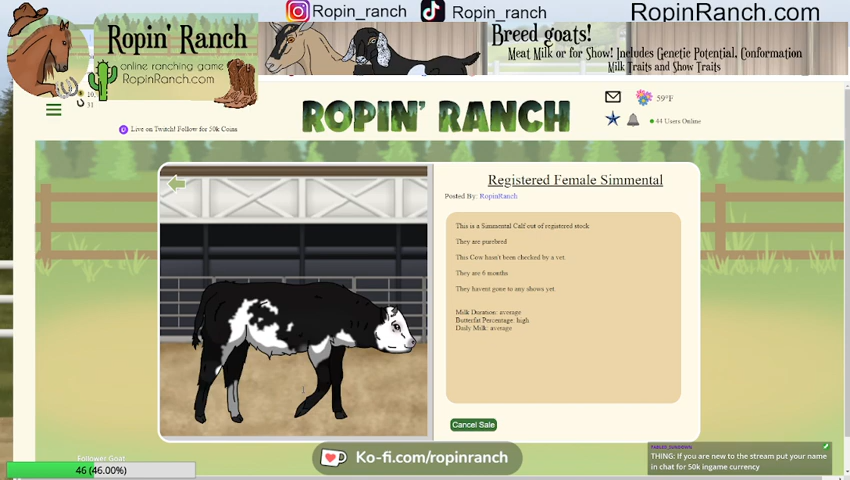 Ropin_ranch
Ropin_ranch
RopinRanch.com
Ropin' Ranch
online ranching game
RopinRanch.com
Breed goats!
Meat Milk or for Show! Includes Genetic Potential, Conformation
Milk Traits and Show Traits
31
Live on Twitch! Follow for 50k Coins
ROPIN' RANCH
59°F
44 Users Online
Registered Female Simmental
Posted By: RopinRanch
This is a Simmental Calf out of registered stock
They are purebred
This Cow hasn't been checked by a vet.
They are 6 months
They havent gone to any shows yet.
Milk Duration: average
Butterfat Percentage: high
Daily Milk: average
Cancel Sale
Follower Goal
46 (46.00%)
Ko-fi.com/ropinranch
THING: If you are new to the stream put your name
in chat for 50k ingame currency